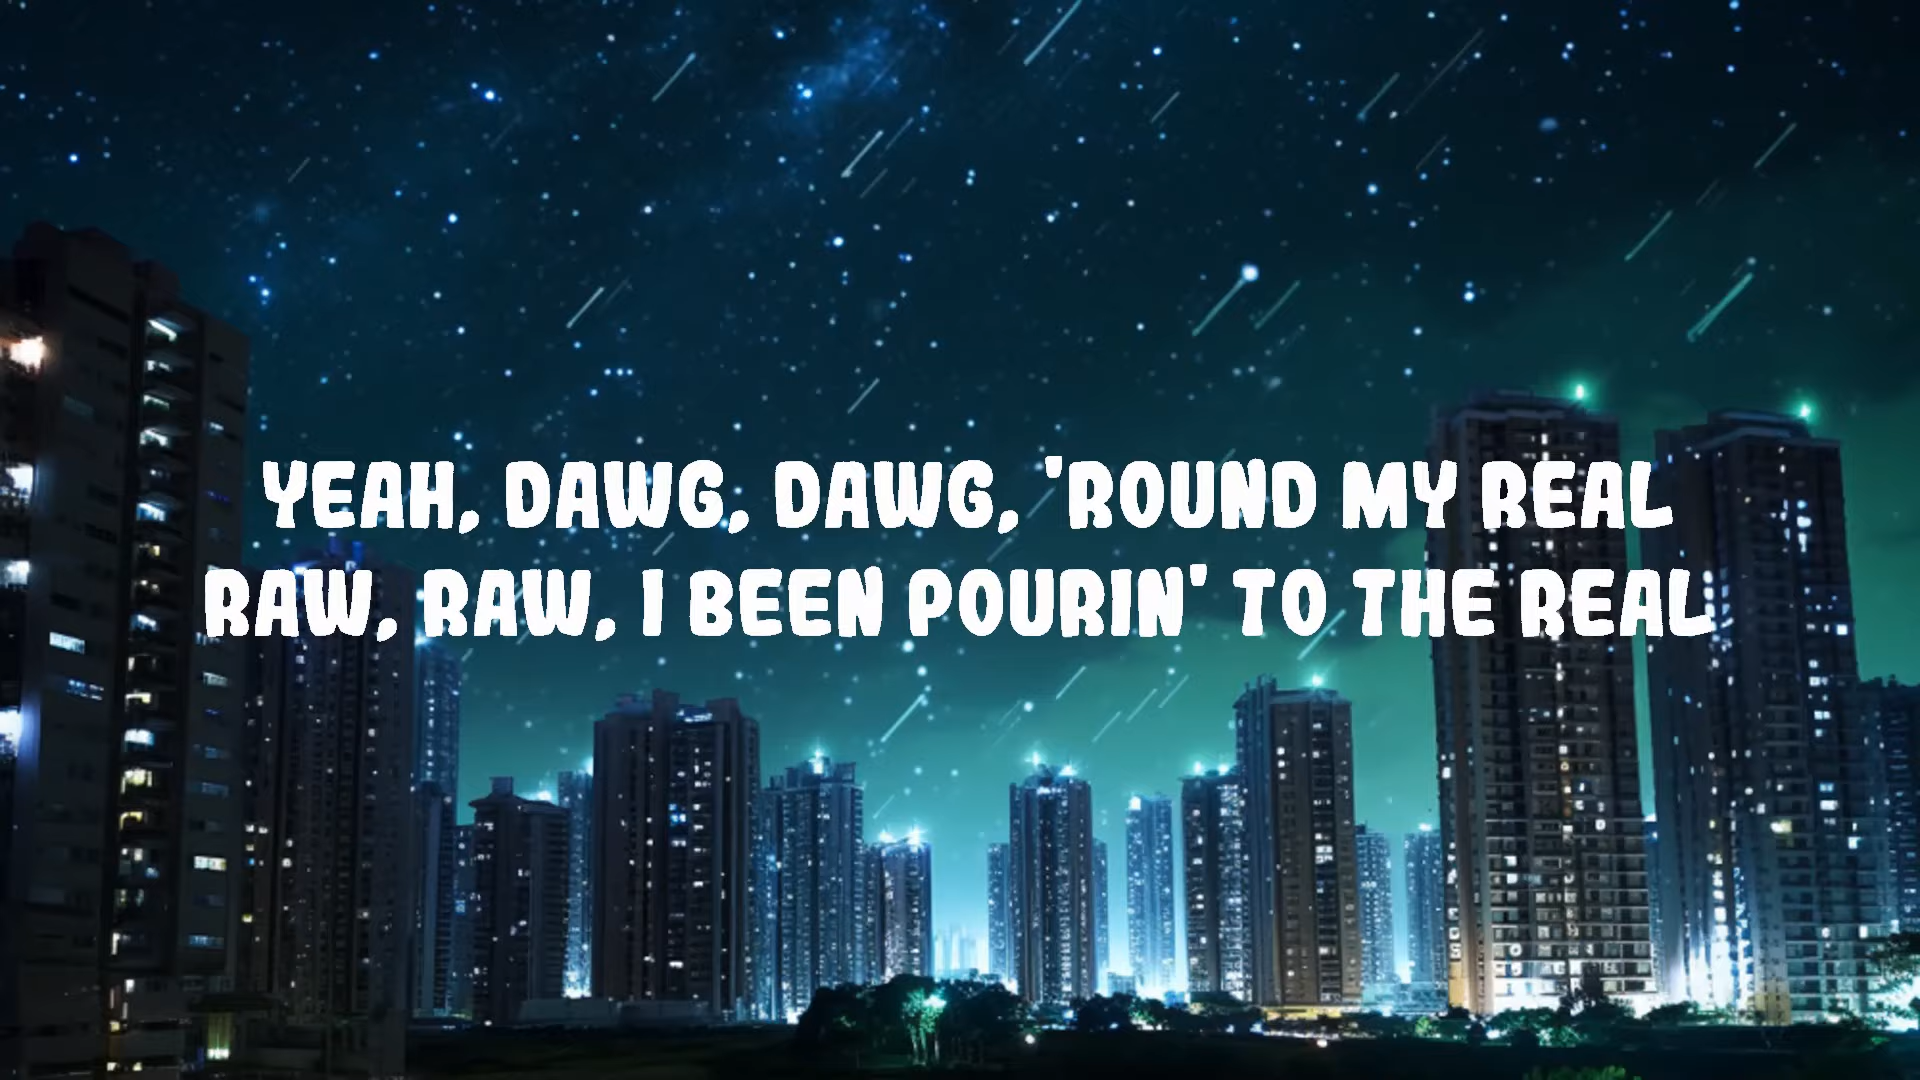 YEAH, DAWG, DAWG, 'ROUND MY REAL
RAW, RAW, I BEEN POURIN' TO THE REAL